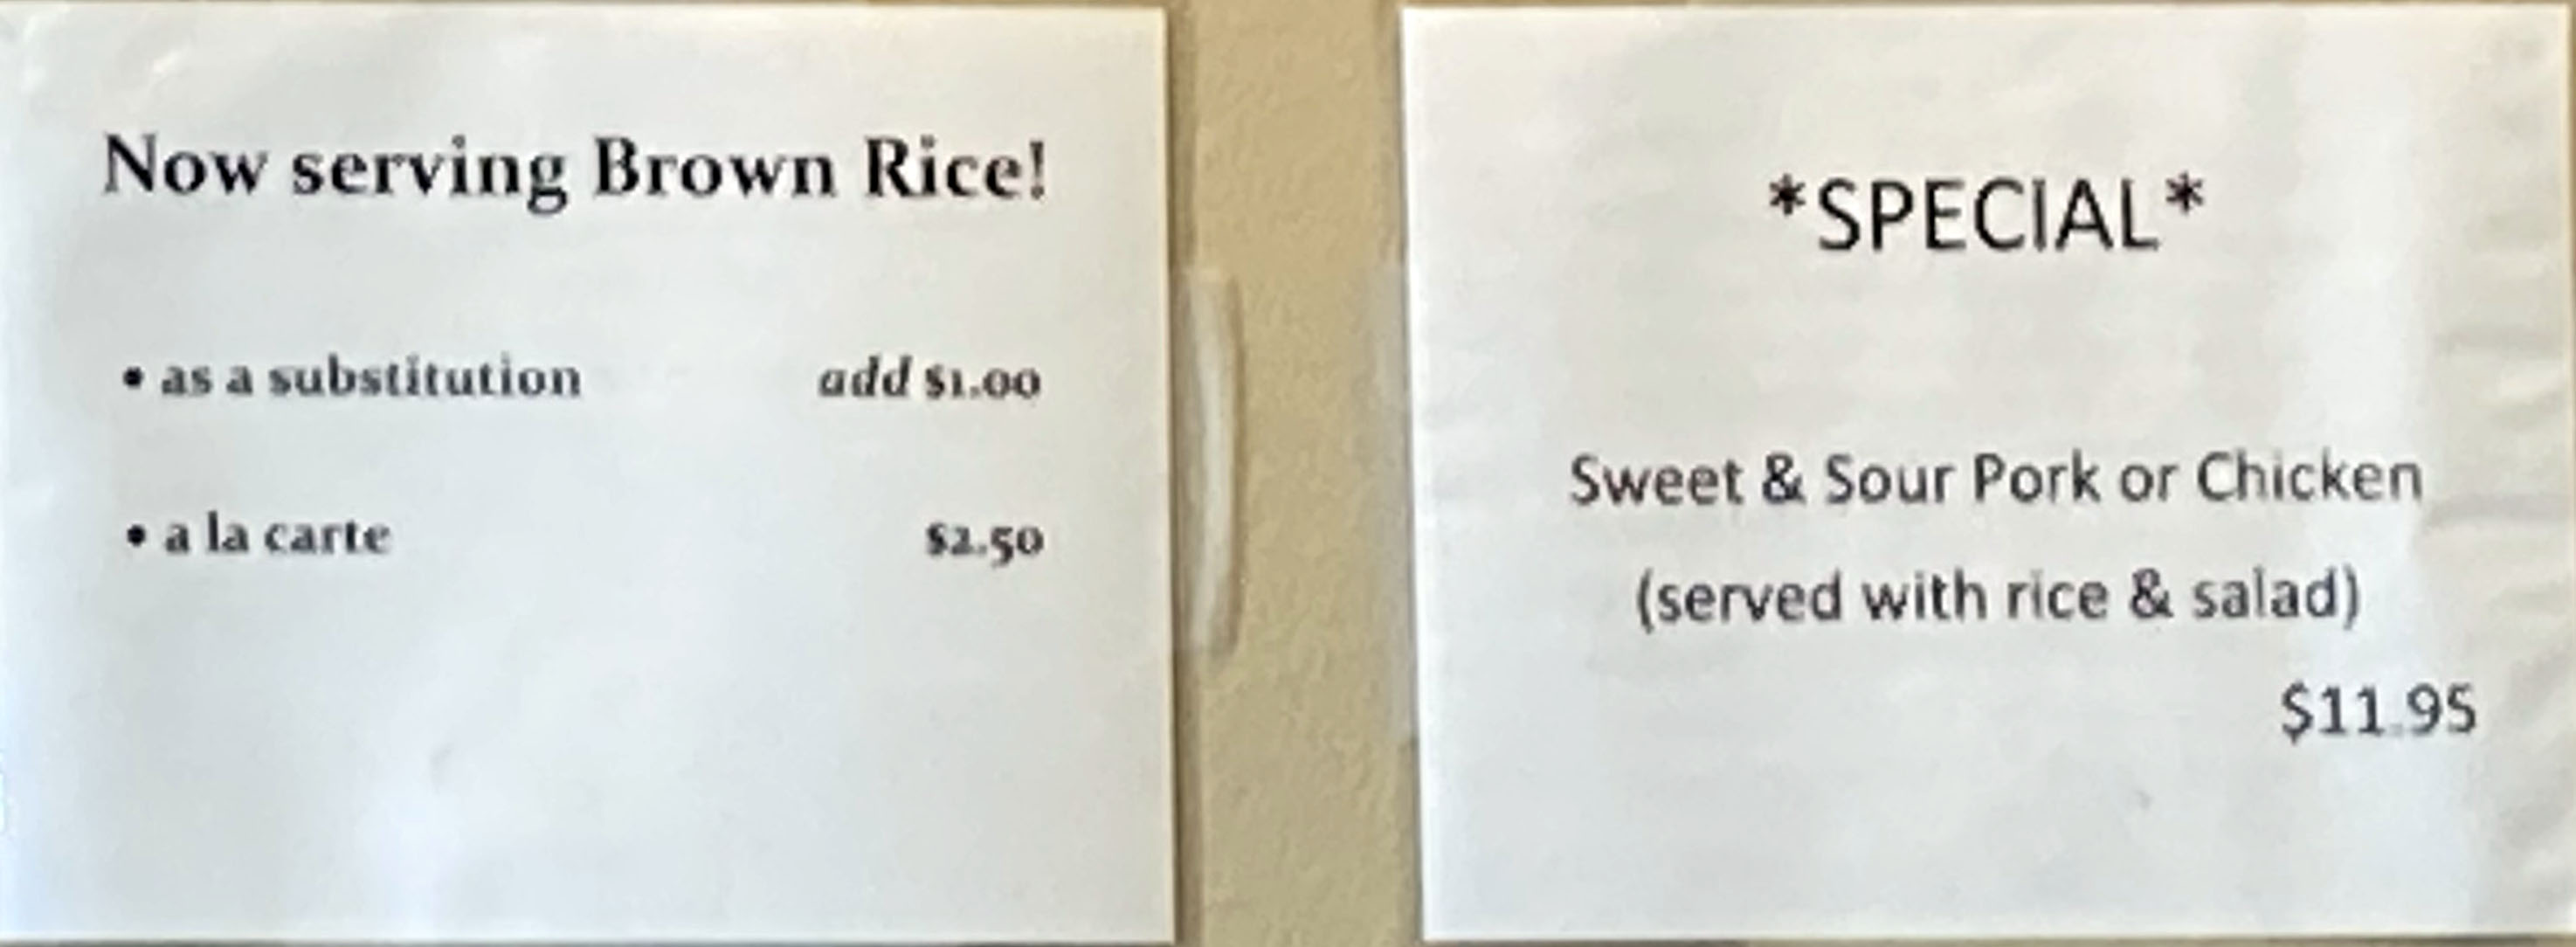 Now serving Brown Rice!
• as a substitution add $1.00
• a la carte $2.50
*SPECIAL*
Sweet & Sour Pork or Chicken
(served with rice & salad)
$11.95